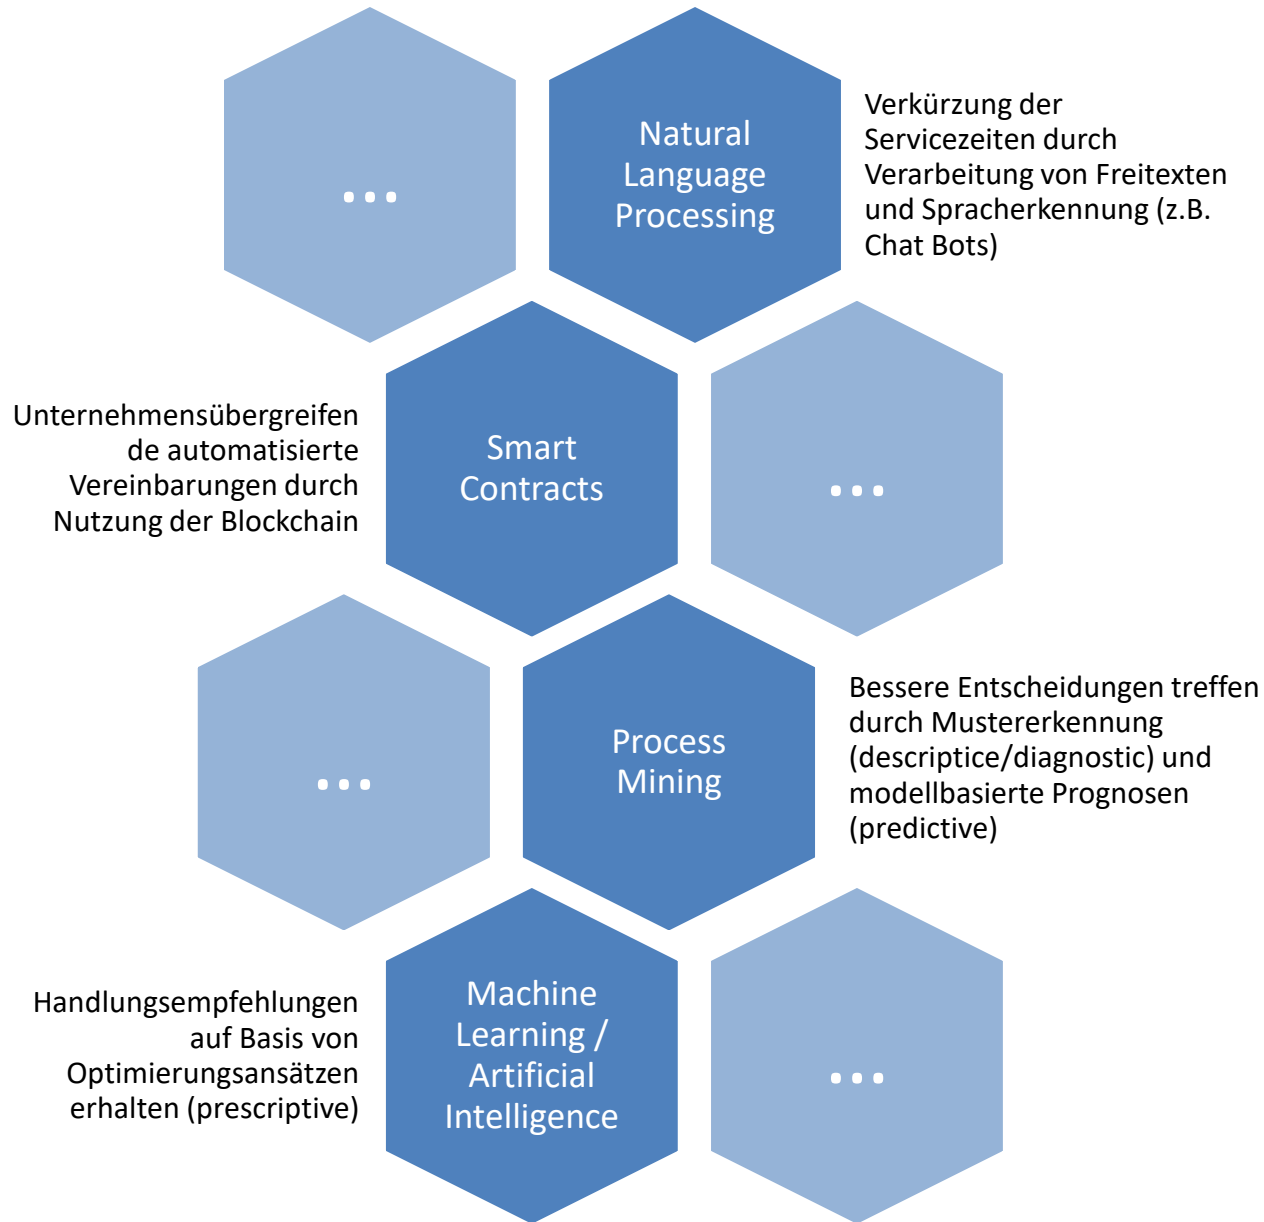 ...
Natural
Language
Processing
Verkürzung der
Servicezeiten durch
Verarbeitung von Freitexten
und Spracherkennung (z.B.
Chat Bots)
Unternehmensübergreifen
de automatisierte
Vereinbarungen durch
Nutzung der Blockchain
Smart
Contracts
...
...
Process
Mining
Bessere Entscheidungen treffen
durch Mustererkennung
(descriptice/diagnostic) und
modellbasierte Prognosen
(predictive)
Handlungsempfehlungen
auf Basis von
Optimierungsansätzen
erhalten (prescriptive)
Machine
Learning /
Artificial
Intelligence
...